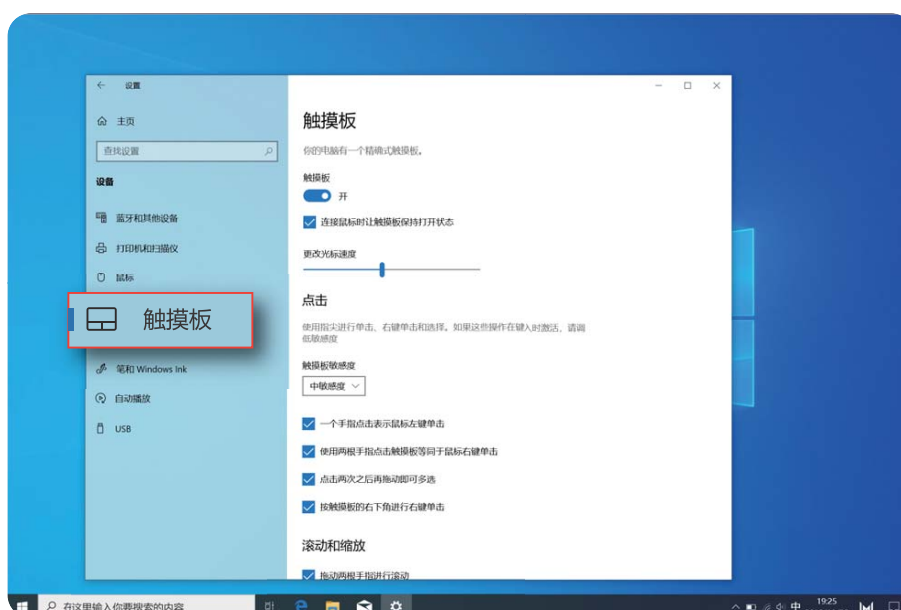 设置
主页
查找设置
设备
蓝牙和其他设备
打印机和扫描仪
鼠标
触摸板
笔和 Windows Ink
自动播放
USB
触摸板
你的电脑有一个精确式触摸板。
触摸板
开
连接鼠标时让触摸板保持打开状态
更改光标速度
点击
使用指尖进行单击、右键单击和选择。如果这些操作在键入时激活，请调
低敏感度
触摸板敏感度
中敏感度
一个手指点击表示鼠标左键单击
使用两根手指点击触摸板等同于鼠标右键单击
点击两次之后再拖动即可多选
按触摸板的右下角进行右键单击
滚动和缩放
拖动两根手指进行滚动
在这里输入你要搜索的内容
中
19:25